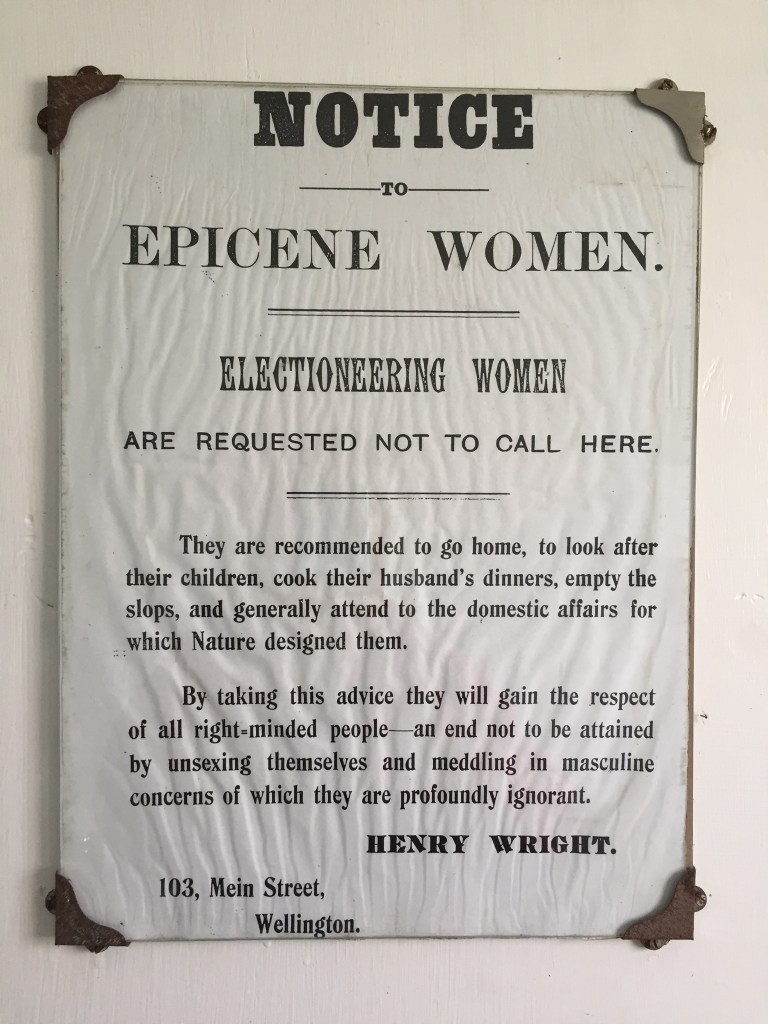 NOTICE
TO
EPICENE WOMEN.
ELECTIONEERING WOMEN
ARE REQUESTED NOT TO CALL HERE.
They are recommended to go home, to look after
their children, cook their husband's dinners, empty the
slops, and generally attend to the domestic affairs for
which Nature designed them.
By taking this advice they will gain the respect
of all right-minded people—an end not to be attained
by unsexing themselves and meddling in masculine
concerns of which they are profoundly ignorant.
HENRY WRIGHT.
103, Mein Street,
Wellington.